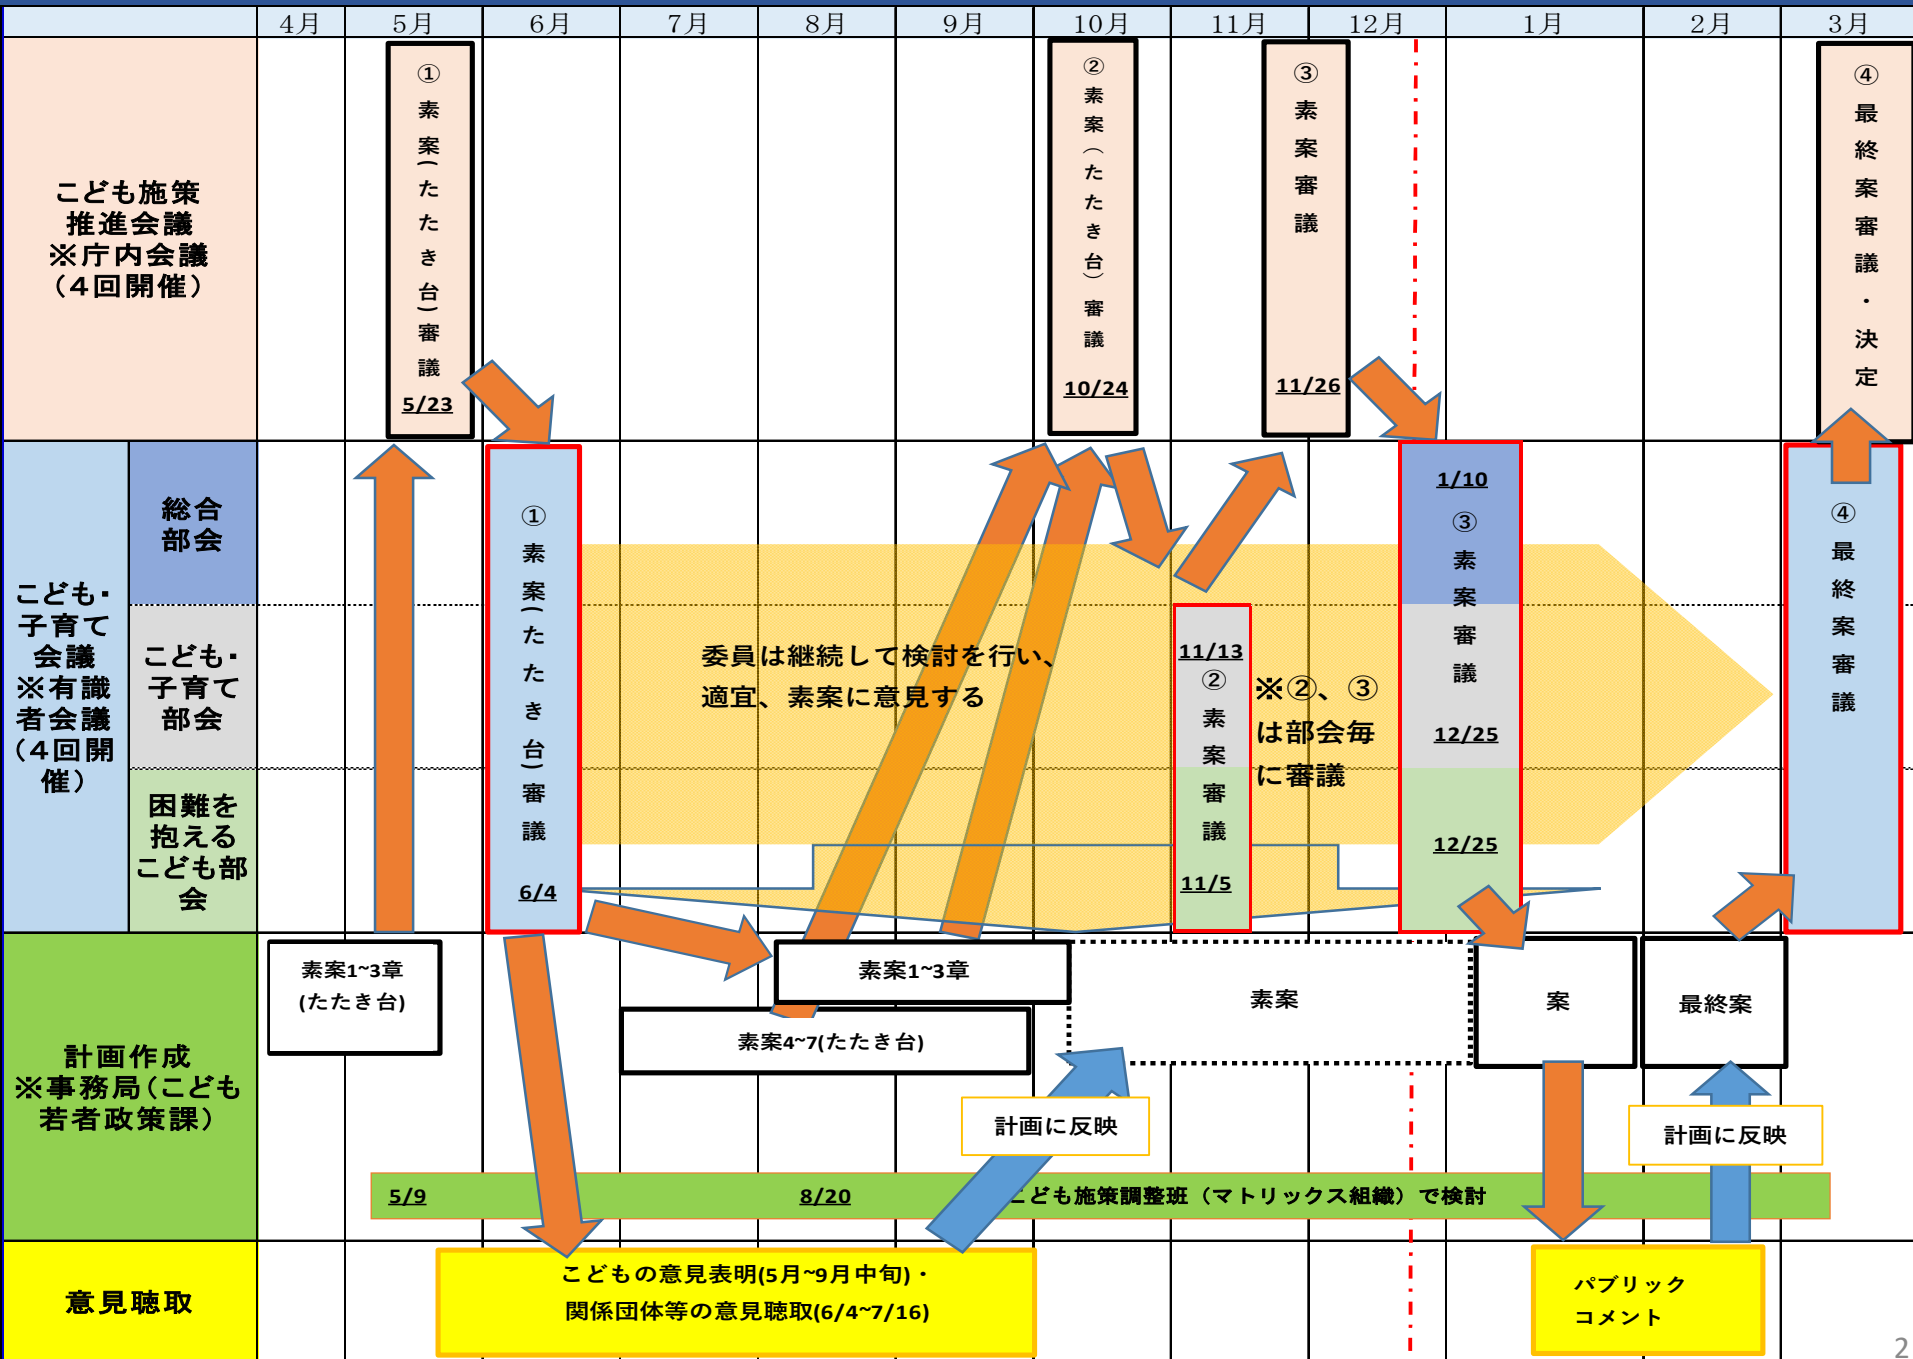 4月
5月
6月
7月
8月
9月
10月
11月
12月
1月
2月
3月
こども施策
推進会議
※庁内会議
(4回開催)
①素案(たたき台)審議
5/23
②素案(たたき台)審議
10/24
③素案審議
11/26
④最終案審議・決定
こども・
子育て
会議
※有識
者会議
(4回開
催)
総合
部会
こども・
子育て
部会
困難を
抱える
こども部
会
①素案(たたき台)審議
6/4
委員は継続して検討を行い、
適宜、素案に意見する
11/13
②素案審議
11/5
※②、③
は部会毎
に審議
1/10
③素案審議
12/25
12/25
④最終案審議
計画作成
※事務局(こども
若者政策課)
素案1~3章
(たたき台)
素案1~3章
素案4~7(たたき台)
素案
案
最終案
計画に反映
計画に反映
5/9
8/20
こども施策調整班(マトリックス組織)で検討
意見聴取
こどもの意見表明(5月~9月中旬)・
関係団体等の意見聴取(6/4~7/16)
パブリック
コメント
2